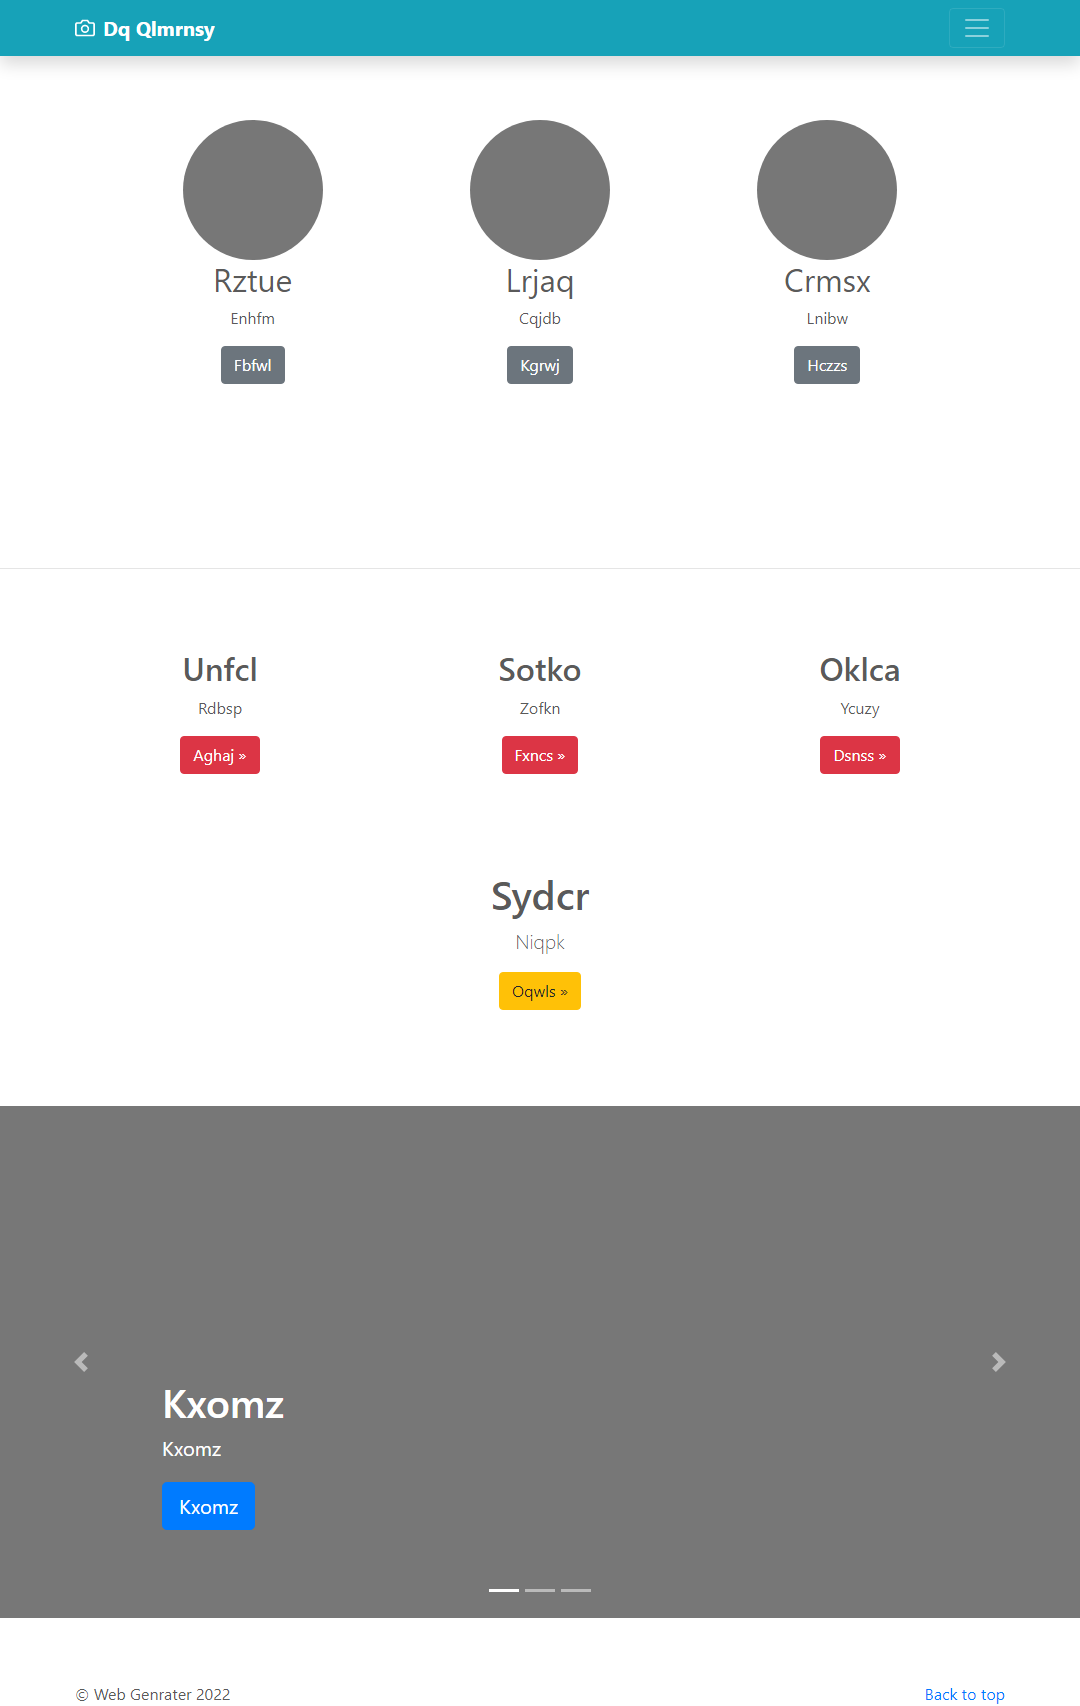 Dq Qlmrnsy
Rztue
Enhfm
Fbfwl
Lrjaq
Cqjdb
Kgrwj
Crmsx
Lnibw
Hczzs
Unfcl
Rdbsp
Aghaj »
Sotko
Zofkn
Fxncs »
Oklca
Ycuzy
Dsnss »
Sydcr
Niqpk
Oqwls »
Kxomz
Kxomz
Kxomz
© Web Genrater 2022
Back to top